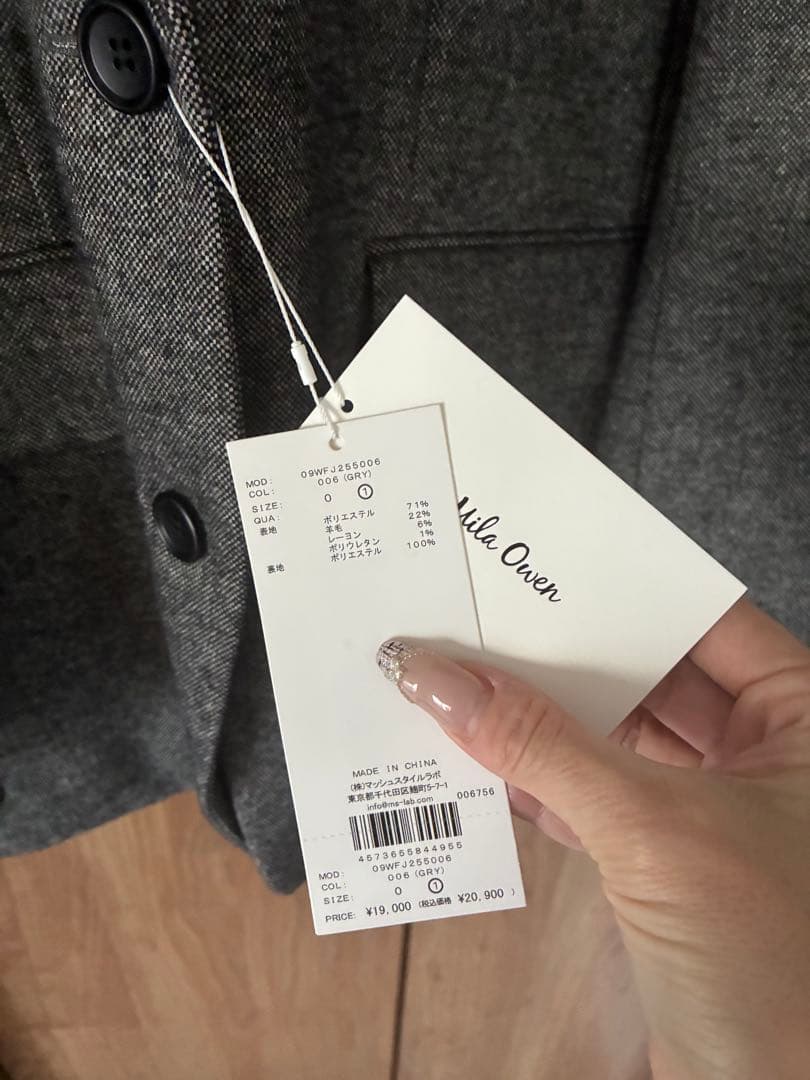 MOD: 09WFJ255006
COL: 006 (GRY)
SIZE: 0 ①
QUA:
表地 ポリエステル 71%
羊毛 22%
レーヨン 6%
ポリウレタン 1%
裏地 ポリエステル 100%
MADE IN CHINA
(株)マッシュスタイルラボ
東京都千代田区麹町5-7-1
info@ms-lab.com 006756
4573655844955
MOD: 09WFJ255006
COL: 006 (GRY)
SIZE: 0 ①
PRICE: ¥19,000 (税込価格 ¥20,900 )
Mila Owen